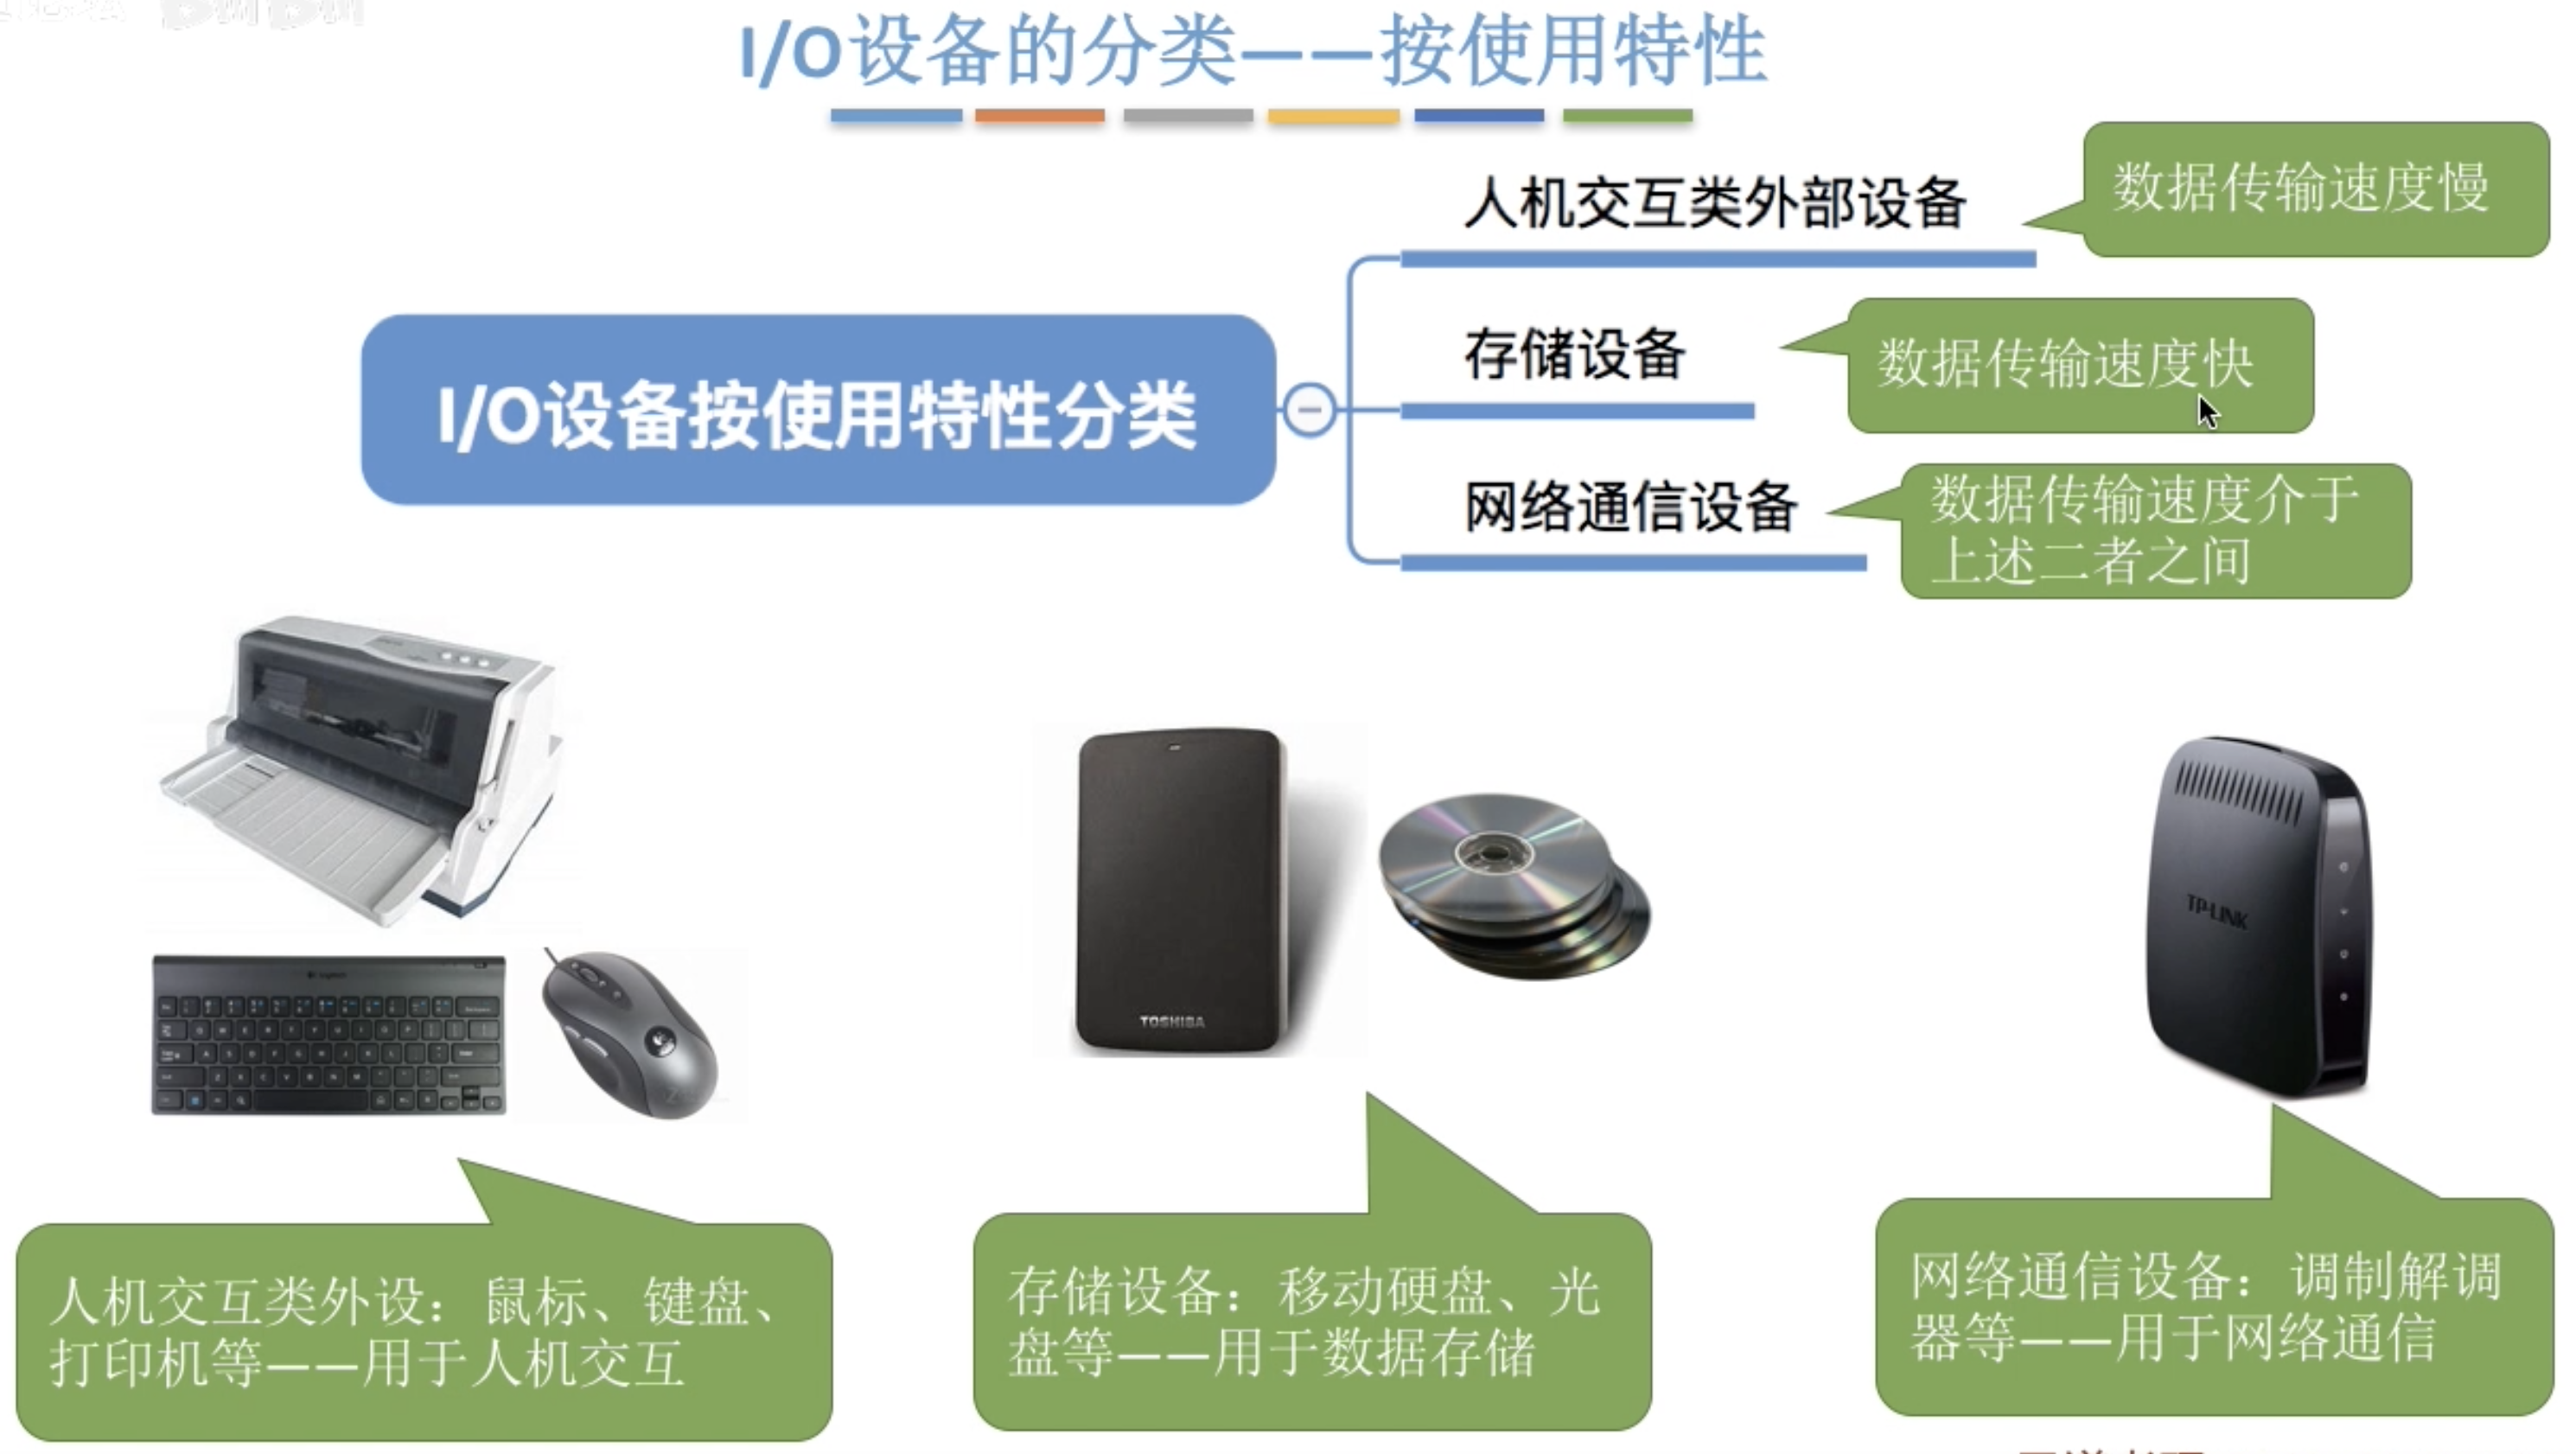 I/O设备的分类——按使用特性
人机交互类外部设备
数据传输速度慢
存储设备
数据传输速度快
I/O设备按使用特性分类
网络通信设备
数据传输速度介于
上述二者之间
TOSHIBA
TP-LINK
人机交互类外设：鼠标、键盘、
打印机等——用于人机交互
存储设备：移动硬盘、光
盘等——用于数据存储
网络通信设备：调制解调
器等——用于网络通信